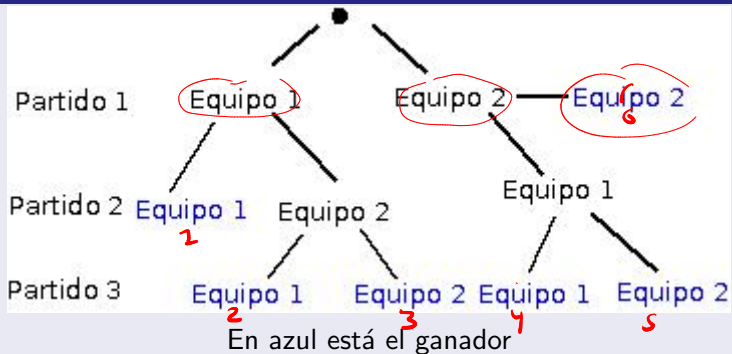 Partido 1 Equipo 1 Equipo 2 Equipo 2
6
Equipo 1
Partido 2 Equipo 1 Equipo 2
2
Partido 3 Equipo 1 Equipo 2 Equipo 1 Equipo 2
2 3 4 5
En azul está el ganador